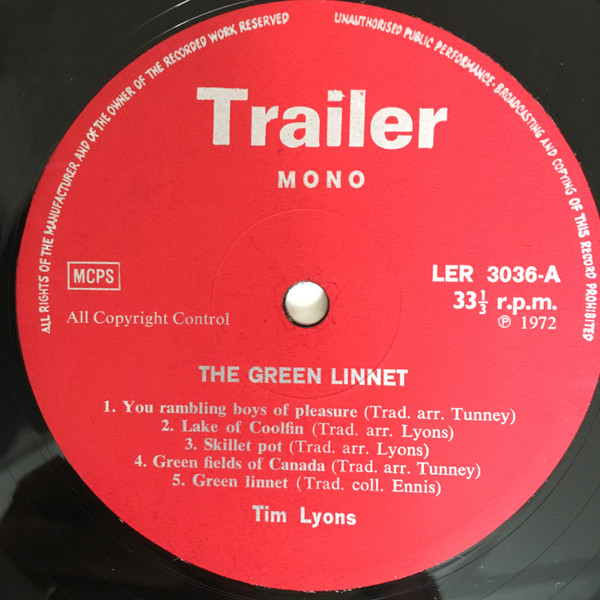 ALL RIGHTS OF THE MANUFACTURER AND OF THE OWNER OF THE RECORDED WORK RESERVED
UNAUTHORISED PUBLIC PERFORMANCE · BROADCASTING AND COPYING OF THIS RECORD PROHIBITED
Trailer
MONO
MCPS
LER 3036-A
33⅓ r.p.m.
All Copyright Control
℗ 1972
THE GREEN LINNET
1. You rambling boys of pleasure (Trad. arr. Tunney)
2. Lake of Coolfin (Trad. arr. Lyons)
3. Skillet pot (Trad. arr. Lyons)
4. Green fields of Canada (Trad. arr. Tunney)
5. Green linnet (Trad. coll. Ennis)
Tim Lyons